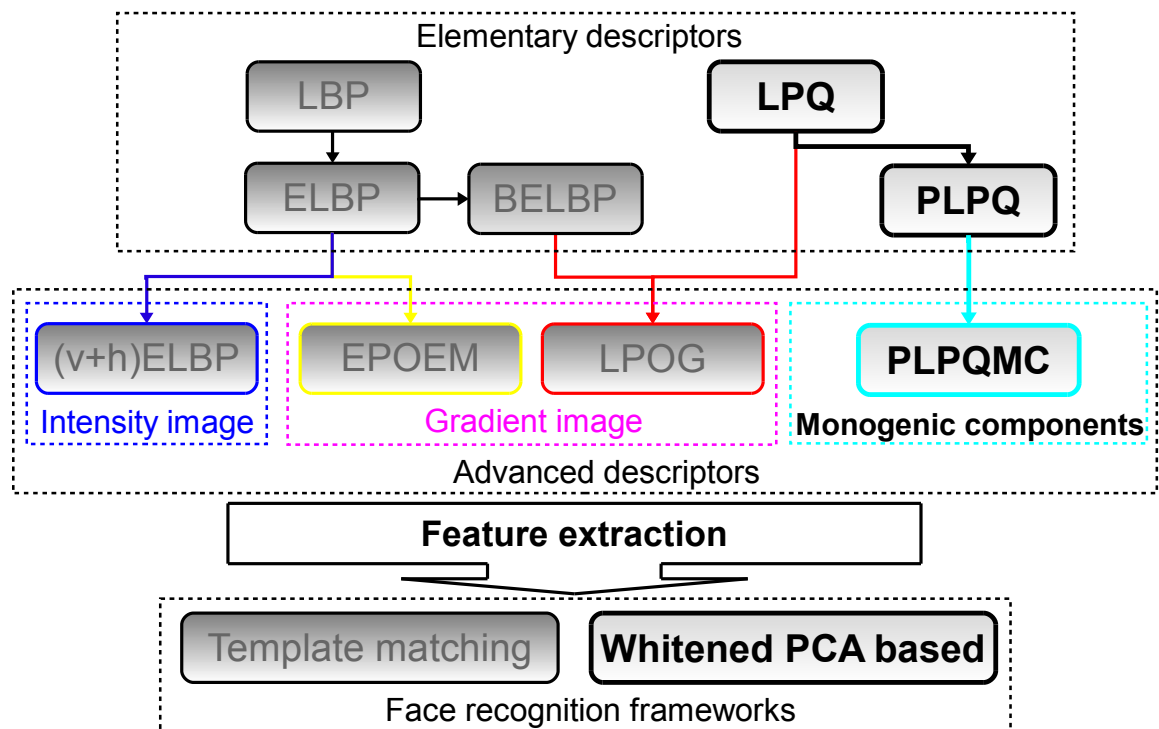 Elementary descriptors
LBP
LPQ
ELBP
BELBP
PLPQ
(v+h)ELBP
EPOEM
LPOG
PLPQMC
Intensity image
Gradient image
Monogenic components
Advanced descriptors
Feature extraction
Template matching
Whitened PCA based
Face recognition frameworks